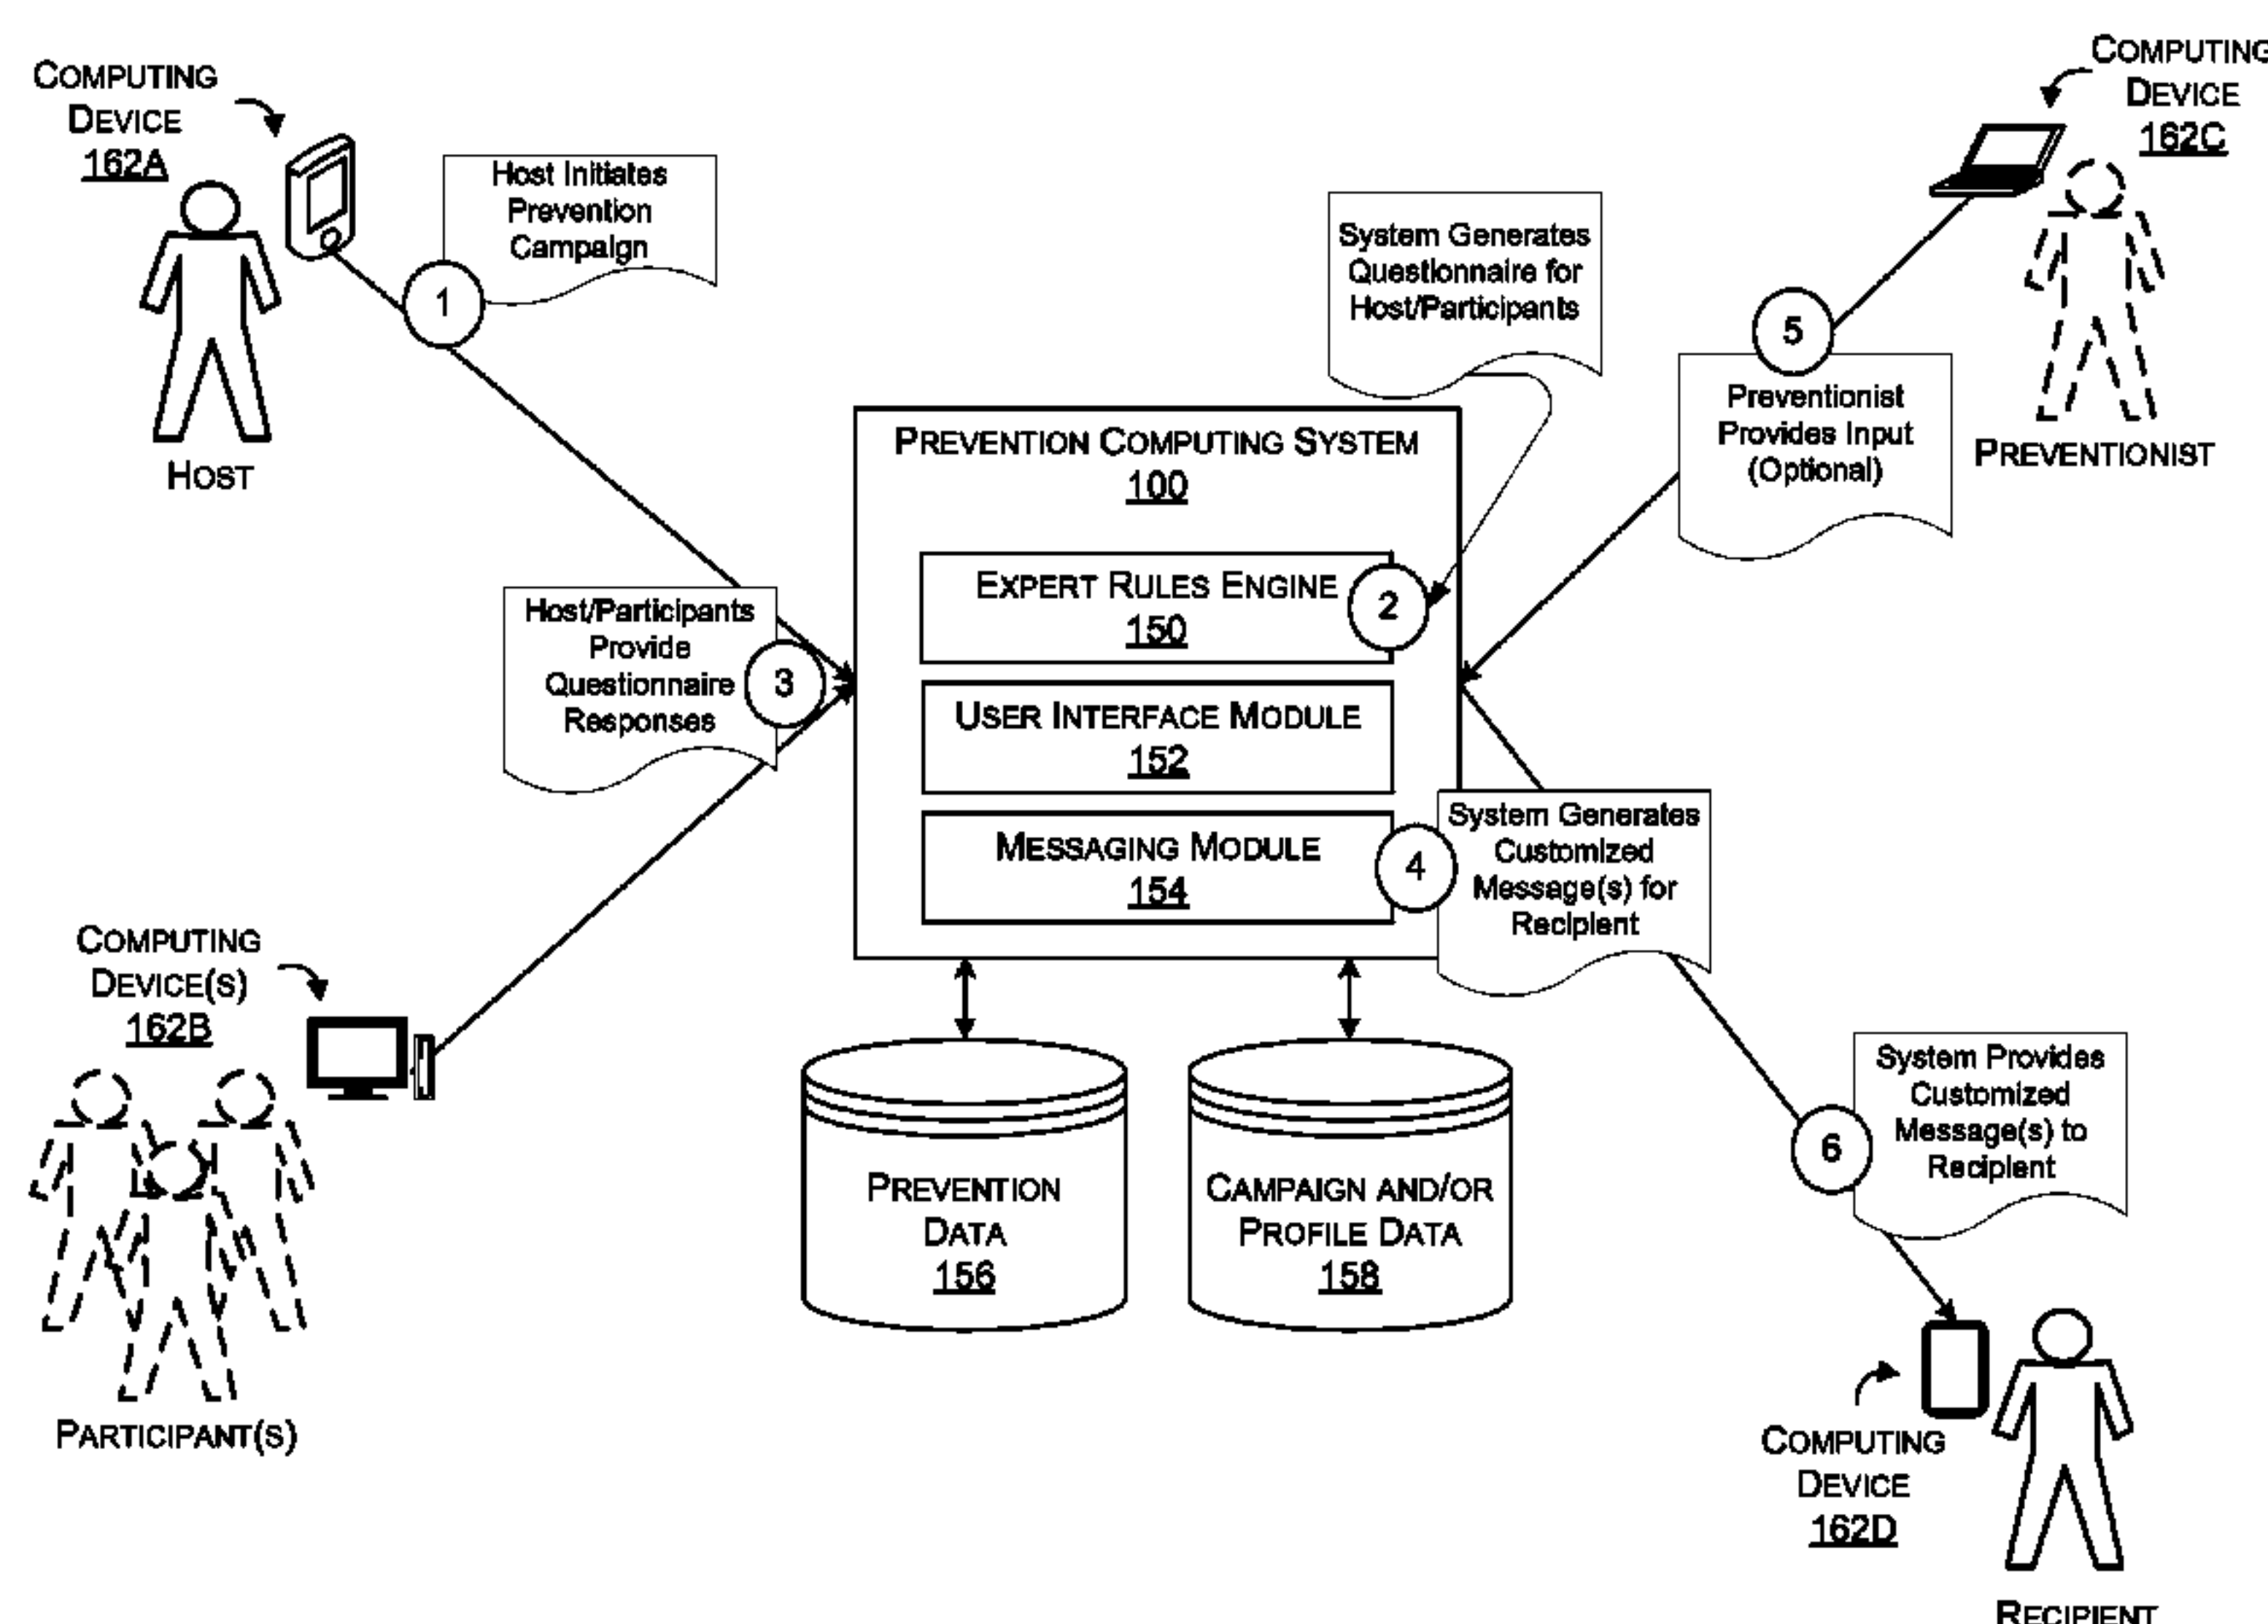 COMPUTING
DEVICE
162A
HOST
Host Initiates
Prevention
Campaign
1
System Generates
Questionnaire for
Host/Participants
COMPUTING
DEVICE
162C
5
Preventionist
Provides Input
(Optional)
PREVENTIONIST
PREVENTION COMPUTING SYSTEM
100
EXPERT RULES ENGINE
150
2
USER INTERFACE MODULE
152
MESSAGING MODULE
154
Host/Participants
Provide
Questionnaire
Responses
3
4
System Generates
Customized
Message(s) for
Recipient
COMPUTING
DEVICE(S)
162B
PARTICIPANT(S)
PREVENTION
DATA
156
CAMPAIGN AND/OR
PROFILE DATA
158
6
System Provides
Customized
Message(s) to
Recipient
COMPUTING
DEVICE
162D
RECIPIENT